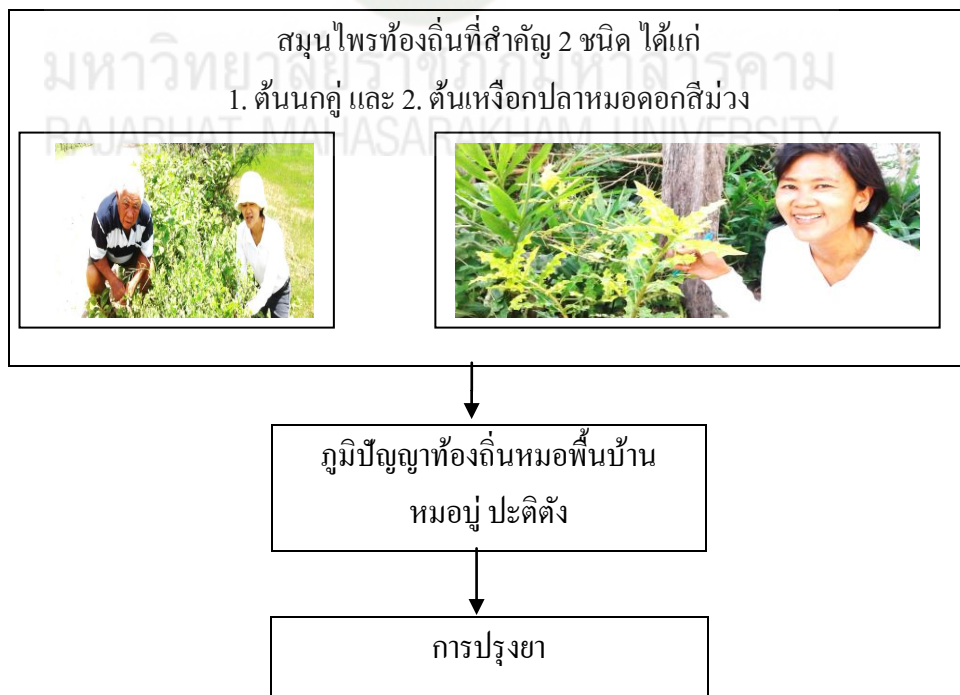 สมุนไพรท้องถิ่นที่สำคัญ 2 ชนิด ได้แก่
มหาวิทยาลัยราชภัฏมหาสารคาม
1. ต้นนกคู่ และ 2. ต้นเหงือกปลาหมอดอกสีม่วง
RAJABHAT MAHASARAKHAM UNIVERSITY
ภูมิปัญญาท้องถิ่นหมอพื้นบ้าน
หมอบู่ ปะติตัง
การปรุงยา